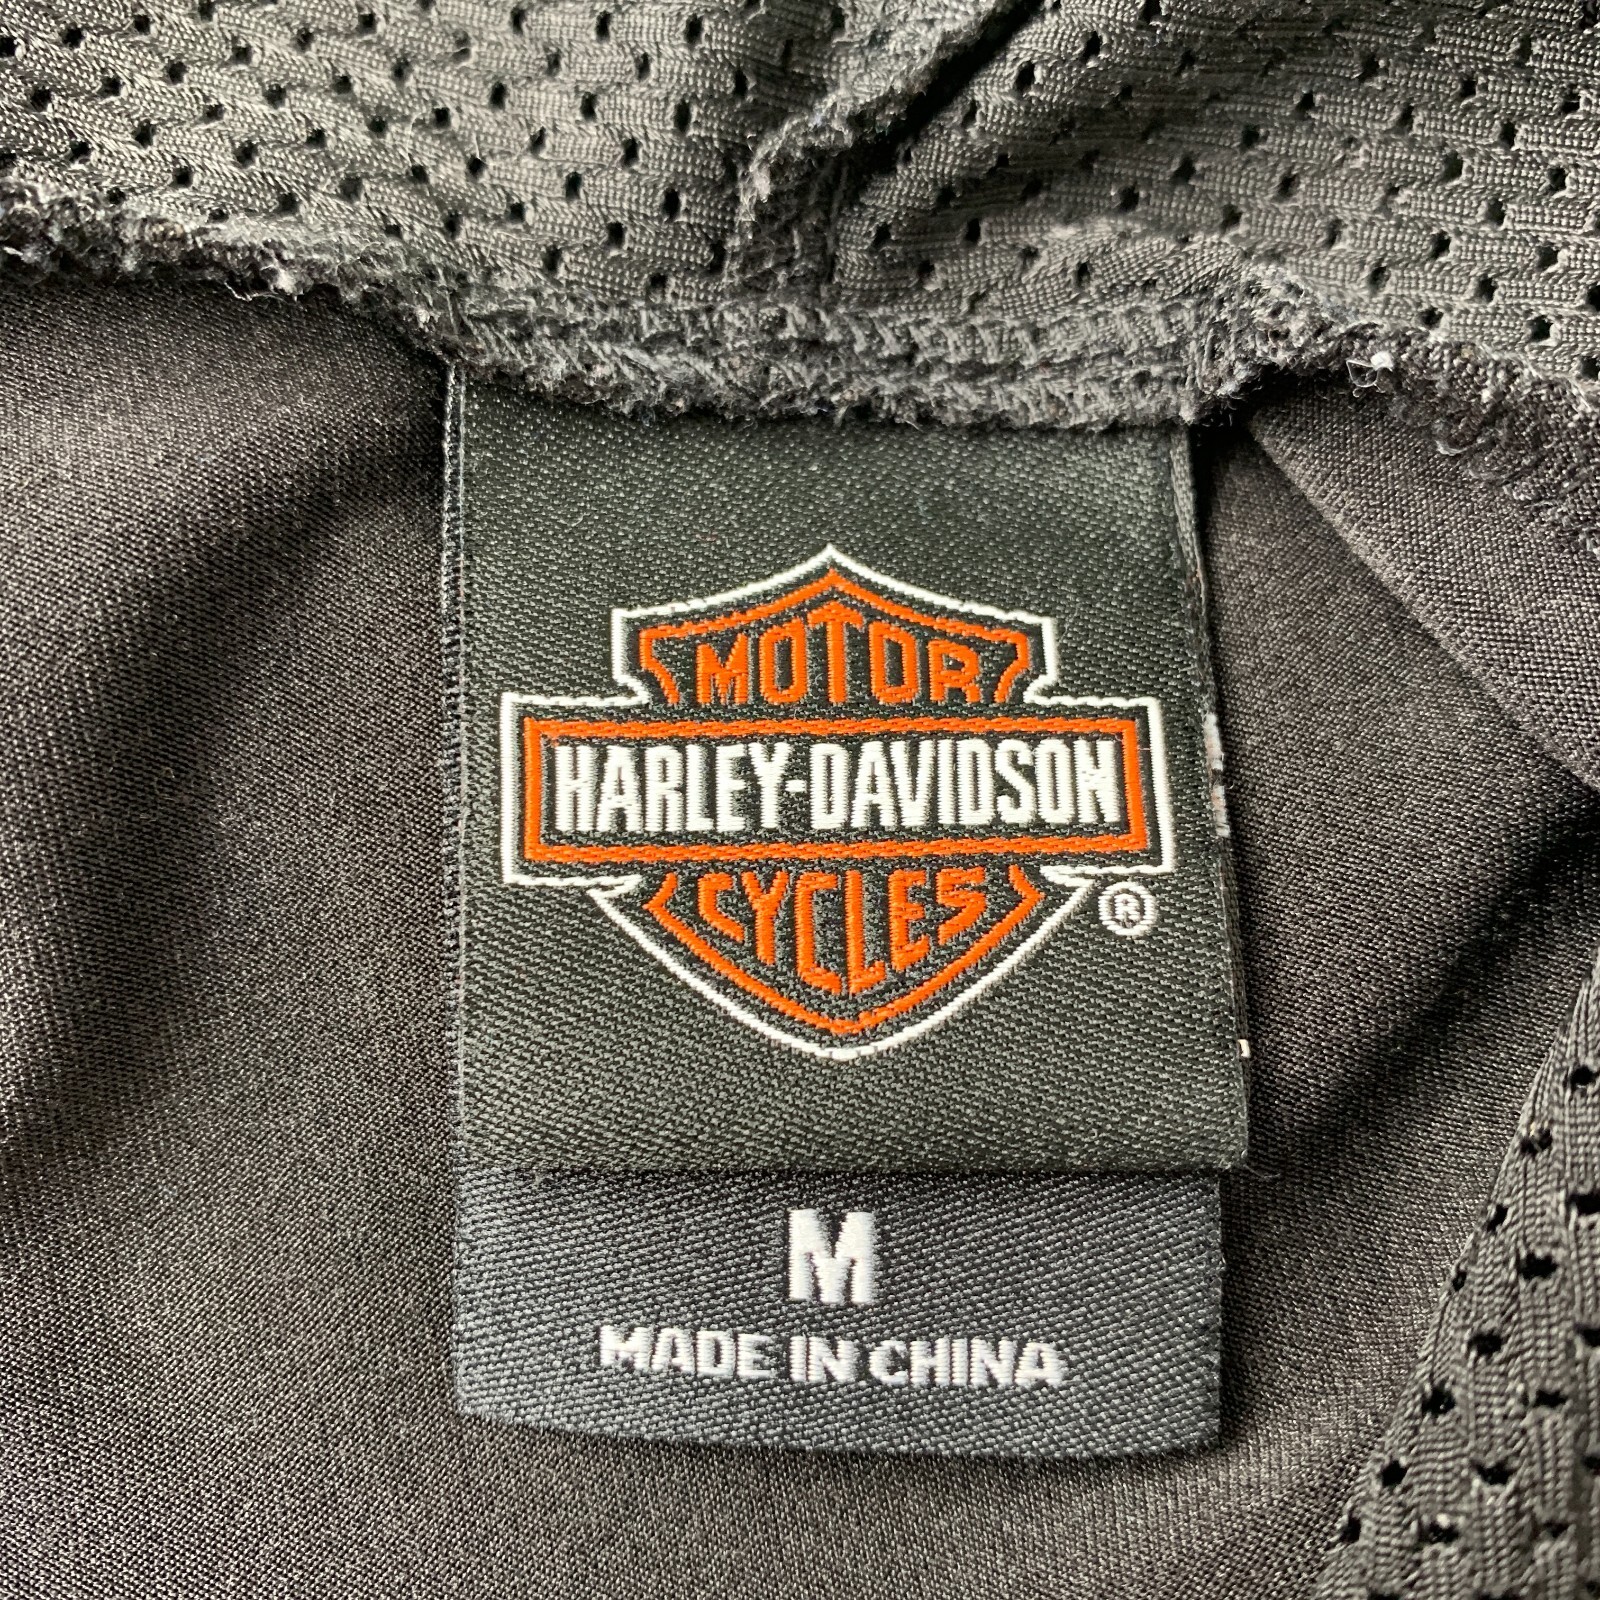 MOTOR
HARLEY-DAVIDSON
CYCLES
®
M
MADE IN CHINA